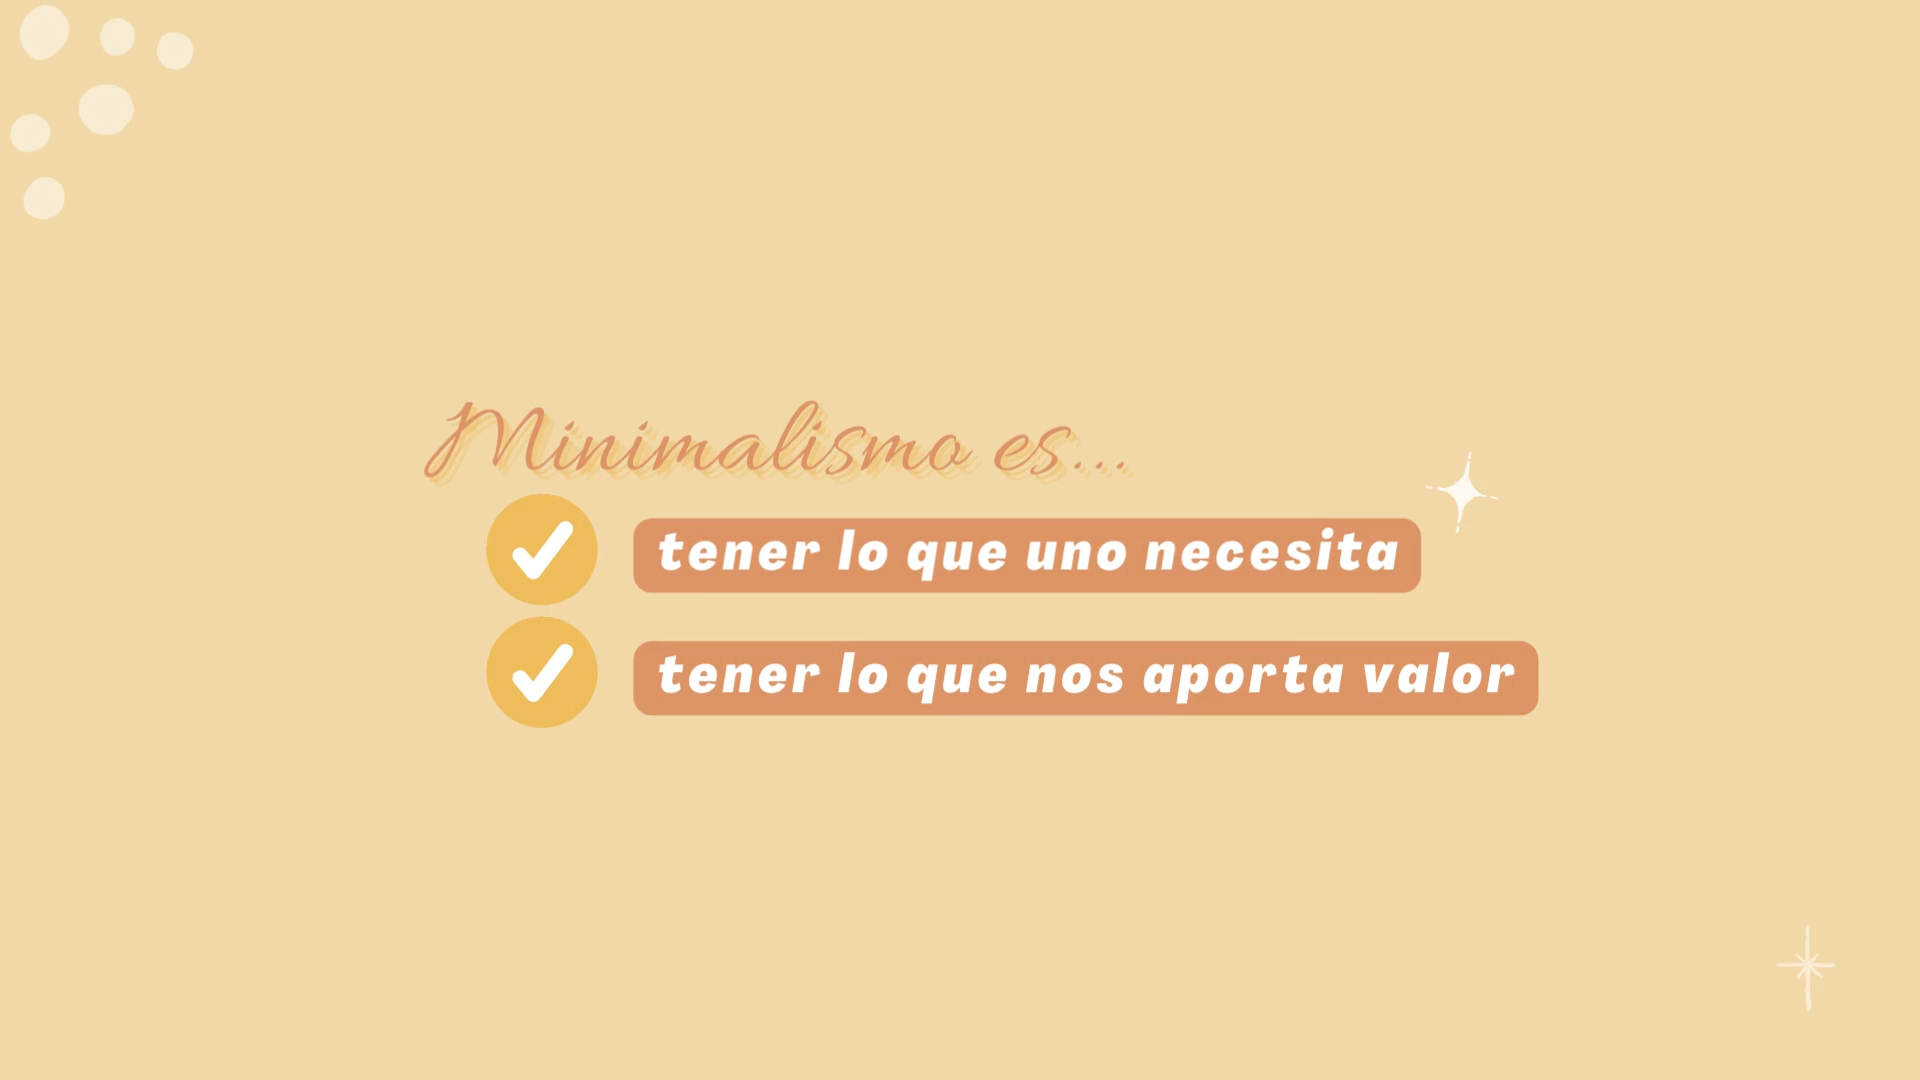 Minimalismo es...
tener lo que uno necesita
tener lo que nos aporta valor